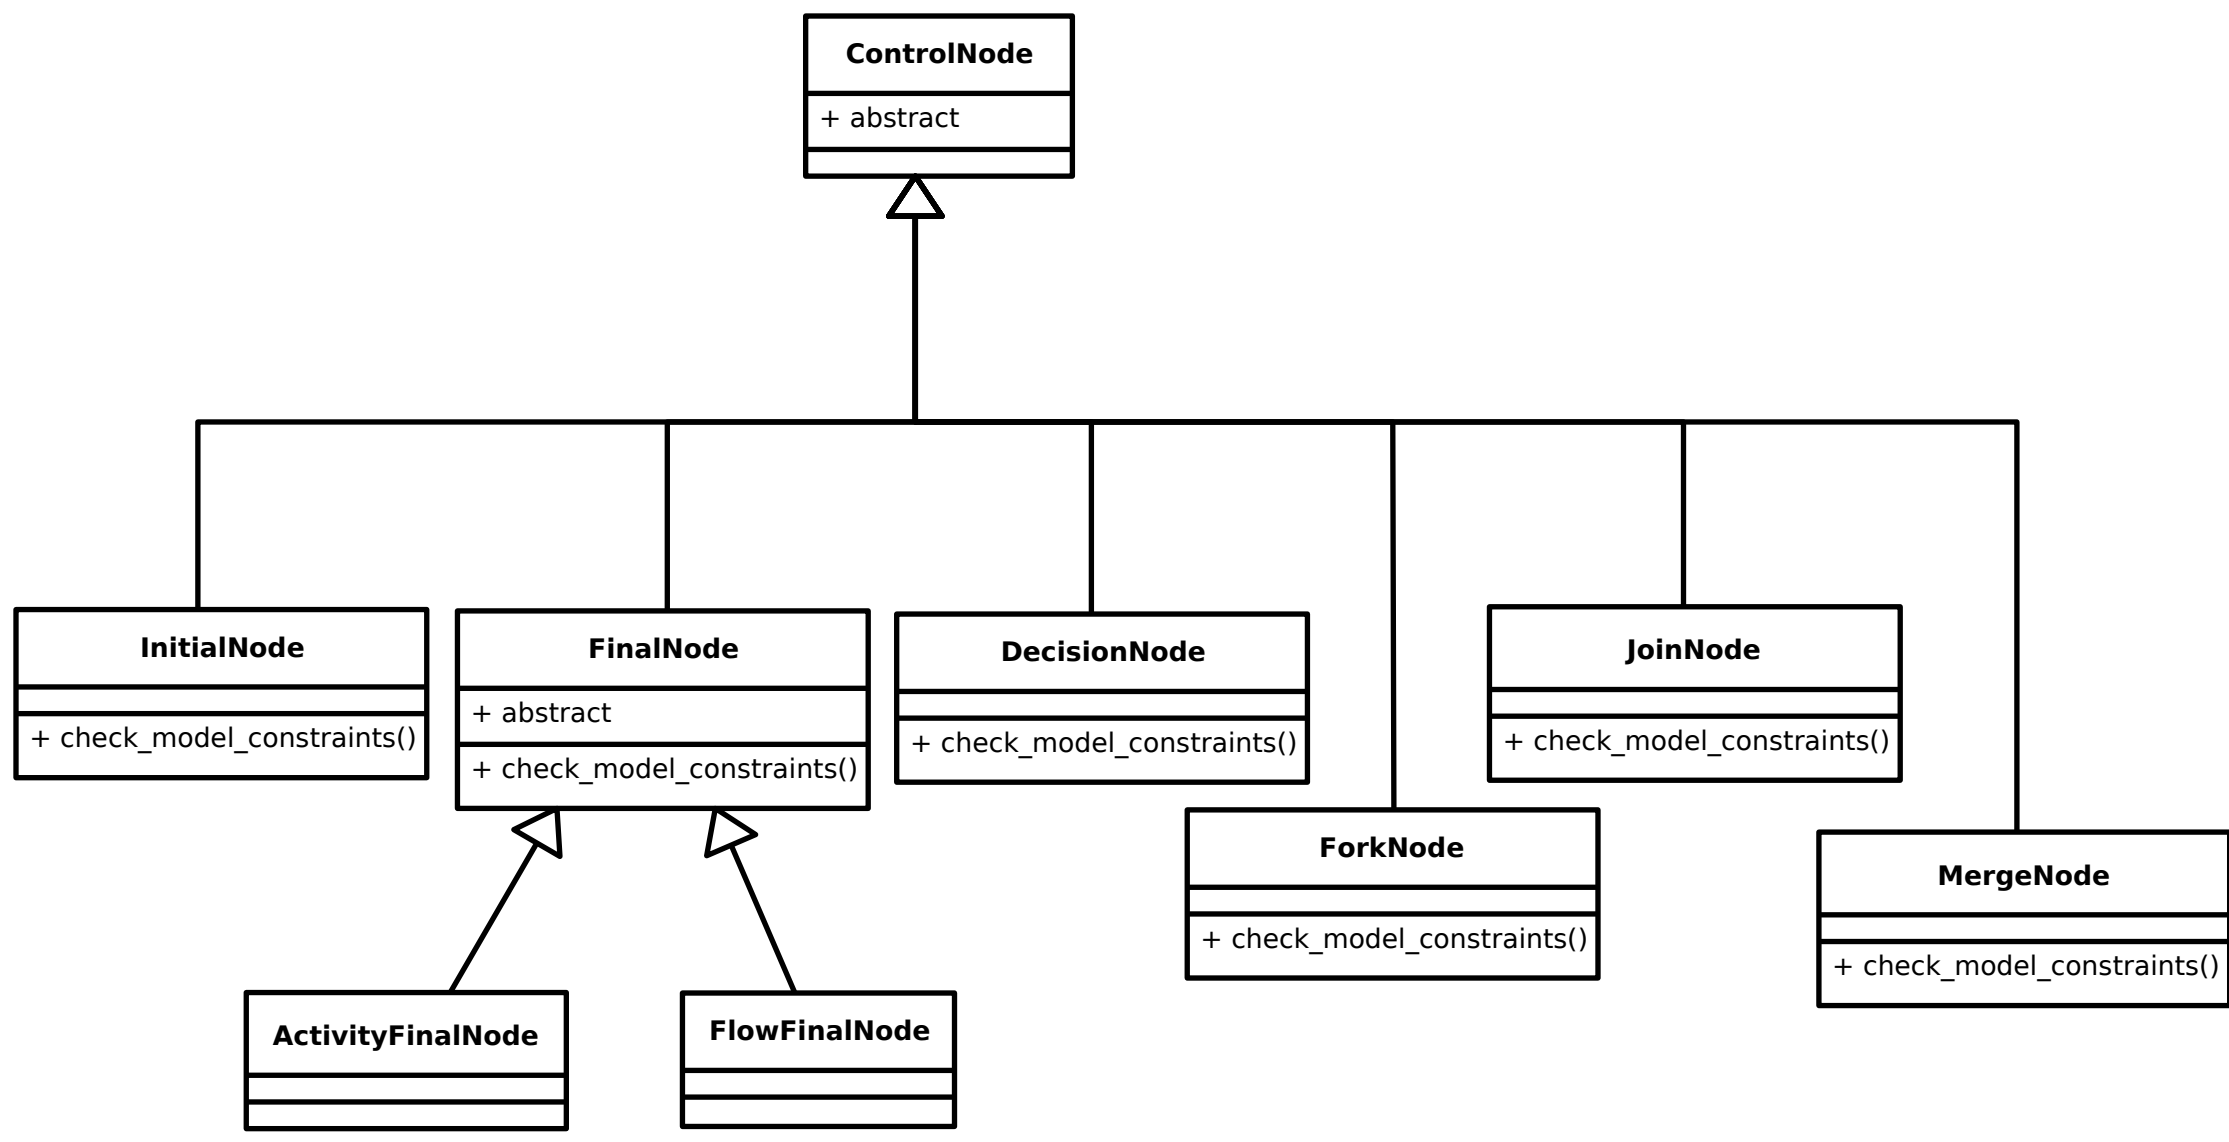 ControlNode
+ abstract
InitialNode
+ check_model_constraints()
FinalNode
+ abstract
+ check_model_constraints()
DecisionNode
+ check_model_constraints()
JoinNode
+ check_model_constraints()
ForkNode
+ check_model_constraints()
MergeNode
+ check_model_constraints()
ActivityFinalNode
FlowFinalNode